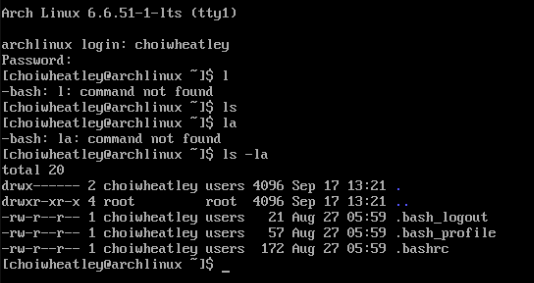 Arch Linux 6.6.51-1-lts (tty1)
archlinux login: choiwheatley
Password:
[choiwheatley@archlinux ~]$ l
-bash: l: command not found
[choiwheatley@archlinux ~]$ ls
[choiwheatley@archlinux ~]$ la
-bash: la: command not found
[choiwheatley@archlinux ~]$ ls -la
total 20
drwx------ 2 choiwheatley users 4096 Sep 17 13:21 .
drwxr-xr-x 4 root         root  4096 Sep 17 13:21 ..
-rw-r--r-- 1 choiwheatley users   21 Aug 27 05:59 .bash_logout
-rw-r--r-- 1 choiwheatley users   57 Aug 27 05:59 .bash_profile
-rw-r--r-- 1 choiwheatley users  172 Aug 27 05:59 .bashrc
[choiwheatley@archlinux ~]$ _